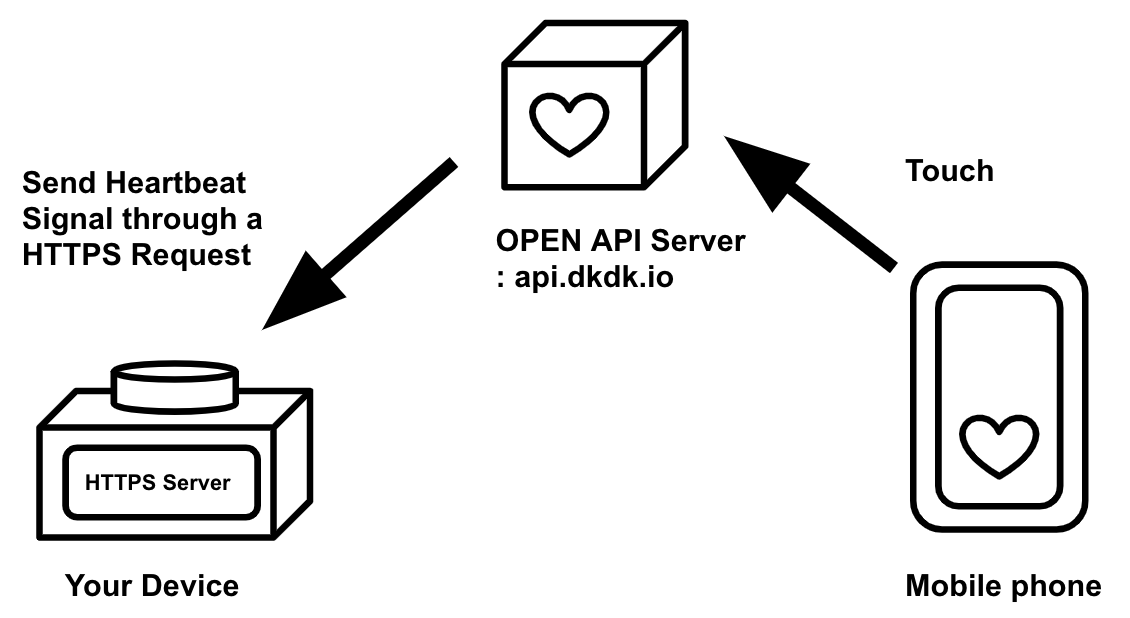 Send Heartbeat
Signal through a
HTTPS Request
OPEN API Server
: api.dkdk.io
Touch
HTTPS Server
Your Device
Mobile phone